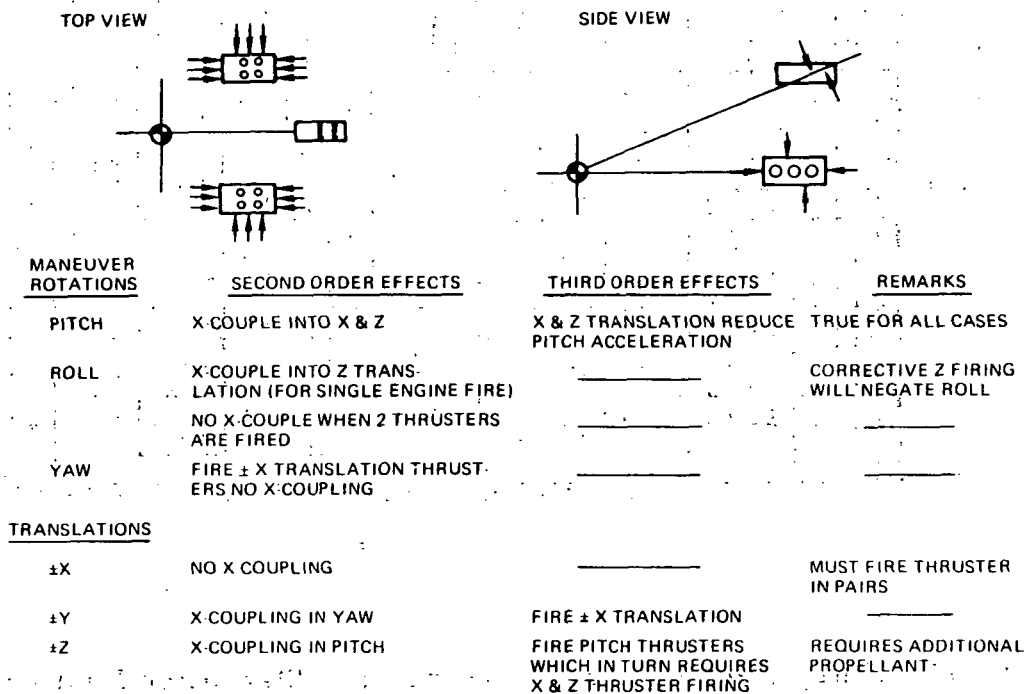 TOP VIEW SIDE VIEW
MANEUVER
ROTATIONS SECOND ORDER EFFECTS THIRD ORDER EFFECTS REMARKS
PITCH X-COUPLE INTO X & Z X & Z TRANSLATION REDUCE TRUE FOR ALL CASES
PITCH ACCELERATION
ROLL X-COUPLE INTO Z TRANS- CORRECTIVE Z FIRING
LATION (FOR SINGLE ENGINE FIRE) WILL NEGATE ROLL
NO X-COUPLE WHEN 2 THRUSTERS
ARE FIRED
YAW FIRE ± X TRANSLATION THRUST-
ERS NO X-COUPLING
TRANSLATIONS
±X NO X COUPLING MUST FIRE THRUSTER
IN PAIRS
±Y X-COUPLING IN YAW FIRE ± X TRANSLATION
±Z X-COUPLING IN PITCH FIRE PITCH THRUSTERS REQUIRES ADDITIONAL
WHICH IN TURN REQUIRES PROPELLANT
X & Z THRUSTER FIRING